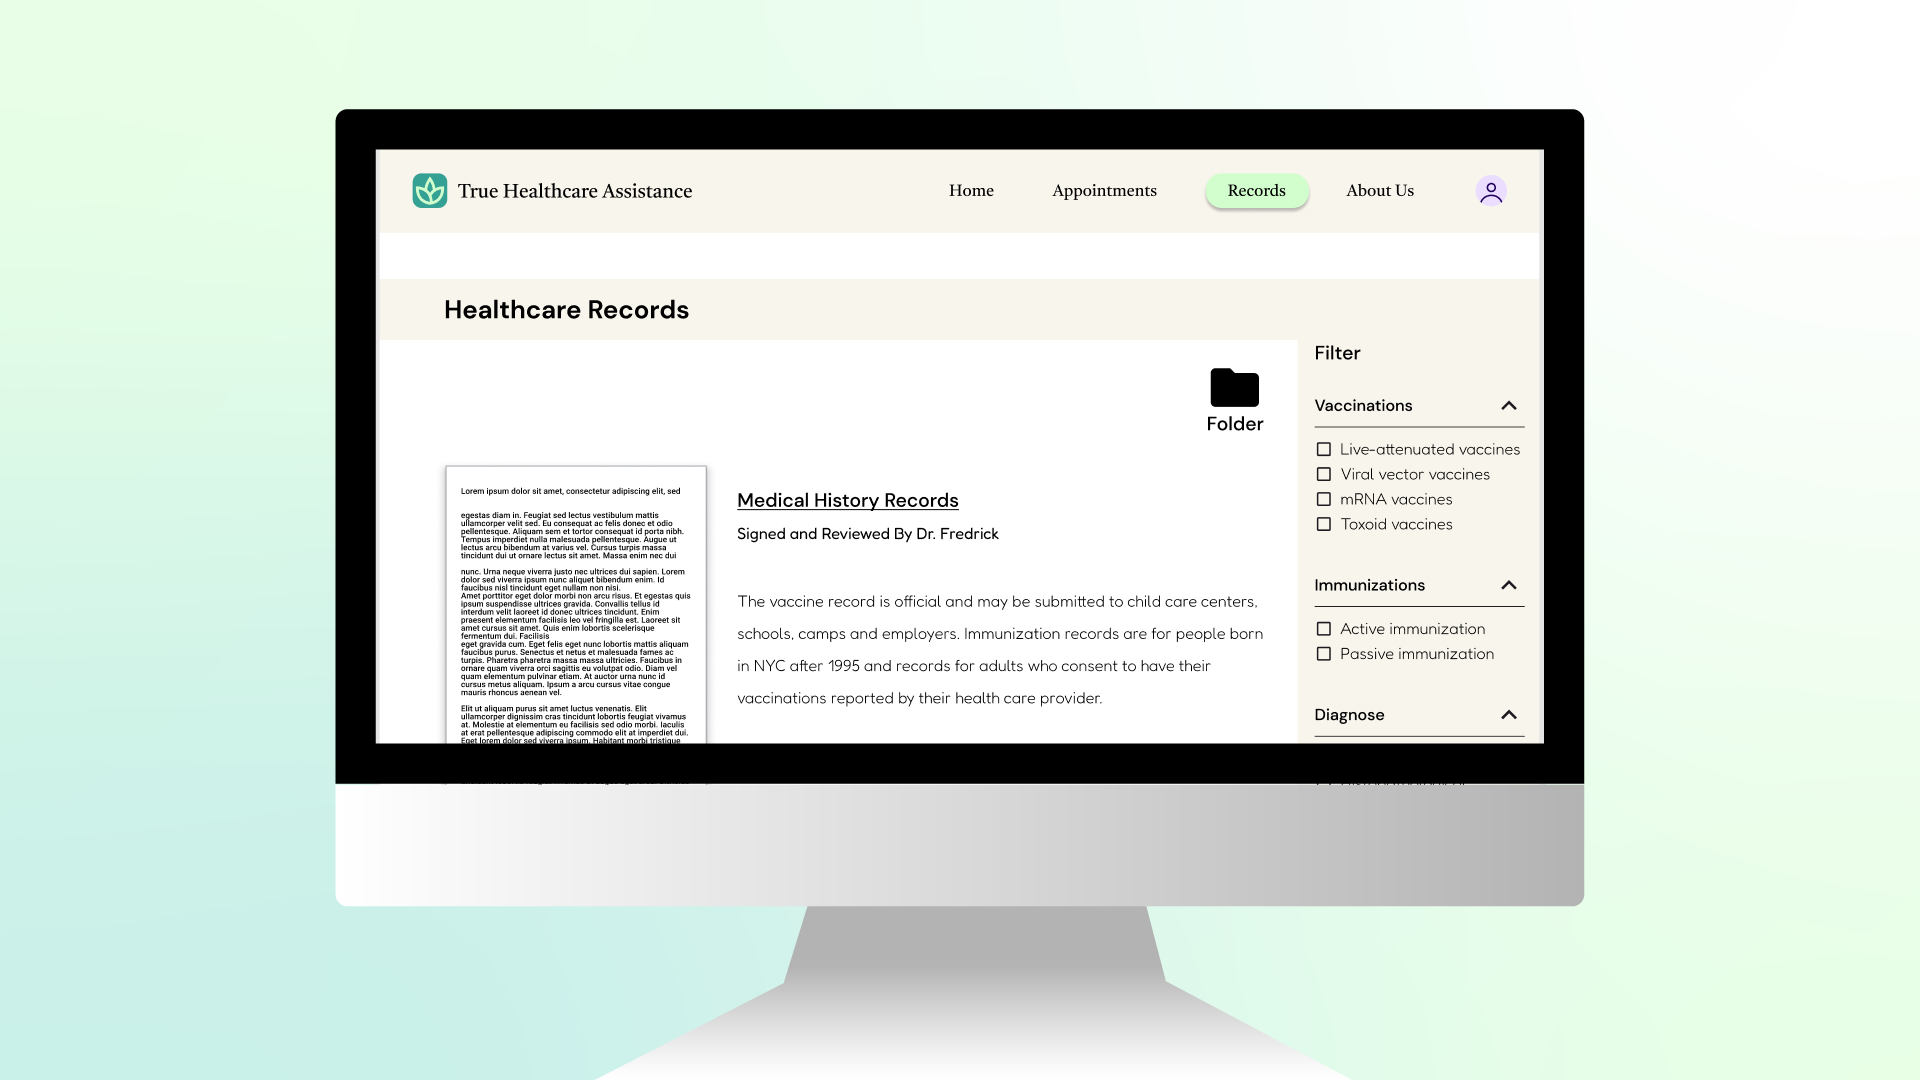 True Healthcare Assistance
Home
Appointments
Records
About Us
Healthcare Records
Folder
Lorem ipsum dolor sit amet, consectetur adipiscing elit, sed
egestas diam in. Feugiat sed lectus vestibulum mattis
ullamcorper velit sed. Eu consequat ac felis donec et odio
pellentesque. Aliquam sem et tortor consequat id porta nibh.
Tempus imperdiet nulla malesuada pellentesque. Augue ut
lectus arcu bibendum at varius vel. Cursus turpis massa
tincidunt dui ut ornare lectus sit amet. Massa enim nec dui
nunc. Urna neque viverra justo nec ultrices dui sapien. Lorem
dolor sed viverra ipsum nunc aliquet bibendum enim. Id
faucibus nisl tincidunt eget nullam non nisi.
Amet porttitor eget dolor morbi non arcu risus. Et egestas quis
ipsum suspendisse ultrices gravida. Convallis tellus id
interdum velit laoreet id donec ultrices tincidunt. Enim
praesent elementum facilisis leo vel fringilla est. Laoreet sit
amet cursus sit amet. Quis enim lobortis scelerisque
fermentum dui. Facilisis
eget gravida cum. Eget felis eget nunc lobortis mattis aliquam
faucibus purus. Senectus et netus et malesuada fames ac
turpis. Pharetra pharetra massa massa ultricies. Faucibus in
ornare quam viverra orci sagittis eu volutpat odio. Diam vel
quam elementum pulvinar etiam. At auctor urna nunc id
cursus metus aliquam. Ipsum a arcu cursus vitae congue
mauris rhoncus aenean vel.
Elit ut aliquam purus sit amet luctus venenatis. Elit
ullamcorper dignissim cras tincidunt lobortis feugiat vivamus
at. Molestie at elementum eu facilisis sed odio morbi. Iaculis
at erat pellentesque adipiscing commodo elit at imperdiet dui.
Eget lorem dolor sed viverra ipsum. Habitant morbi tristique
Medical History Records
Signed and Reviewed By Dr. Fredrick
The vaccine record is official and may be submitted to child care centers,
schools, camps and employers. Immunization records are for people born
in NYC after 1995 and records for adults who consent to have their
vaccinations reported by their health care provider.
Filter
Vaccinations
Live-attenuated vaccines
Viral vector vaccines
mRNA vaccines
Toxoid vaccines
Immunizations
Active immunization
Passive immunization
Diagnose